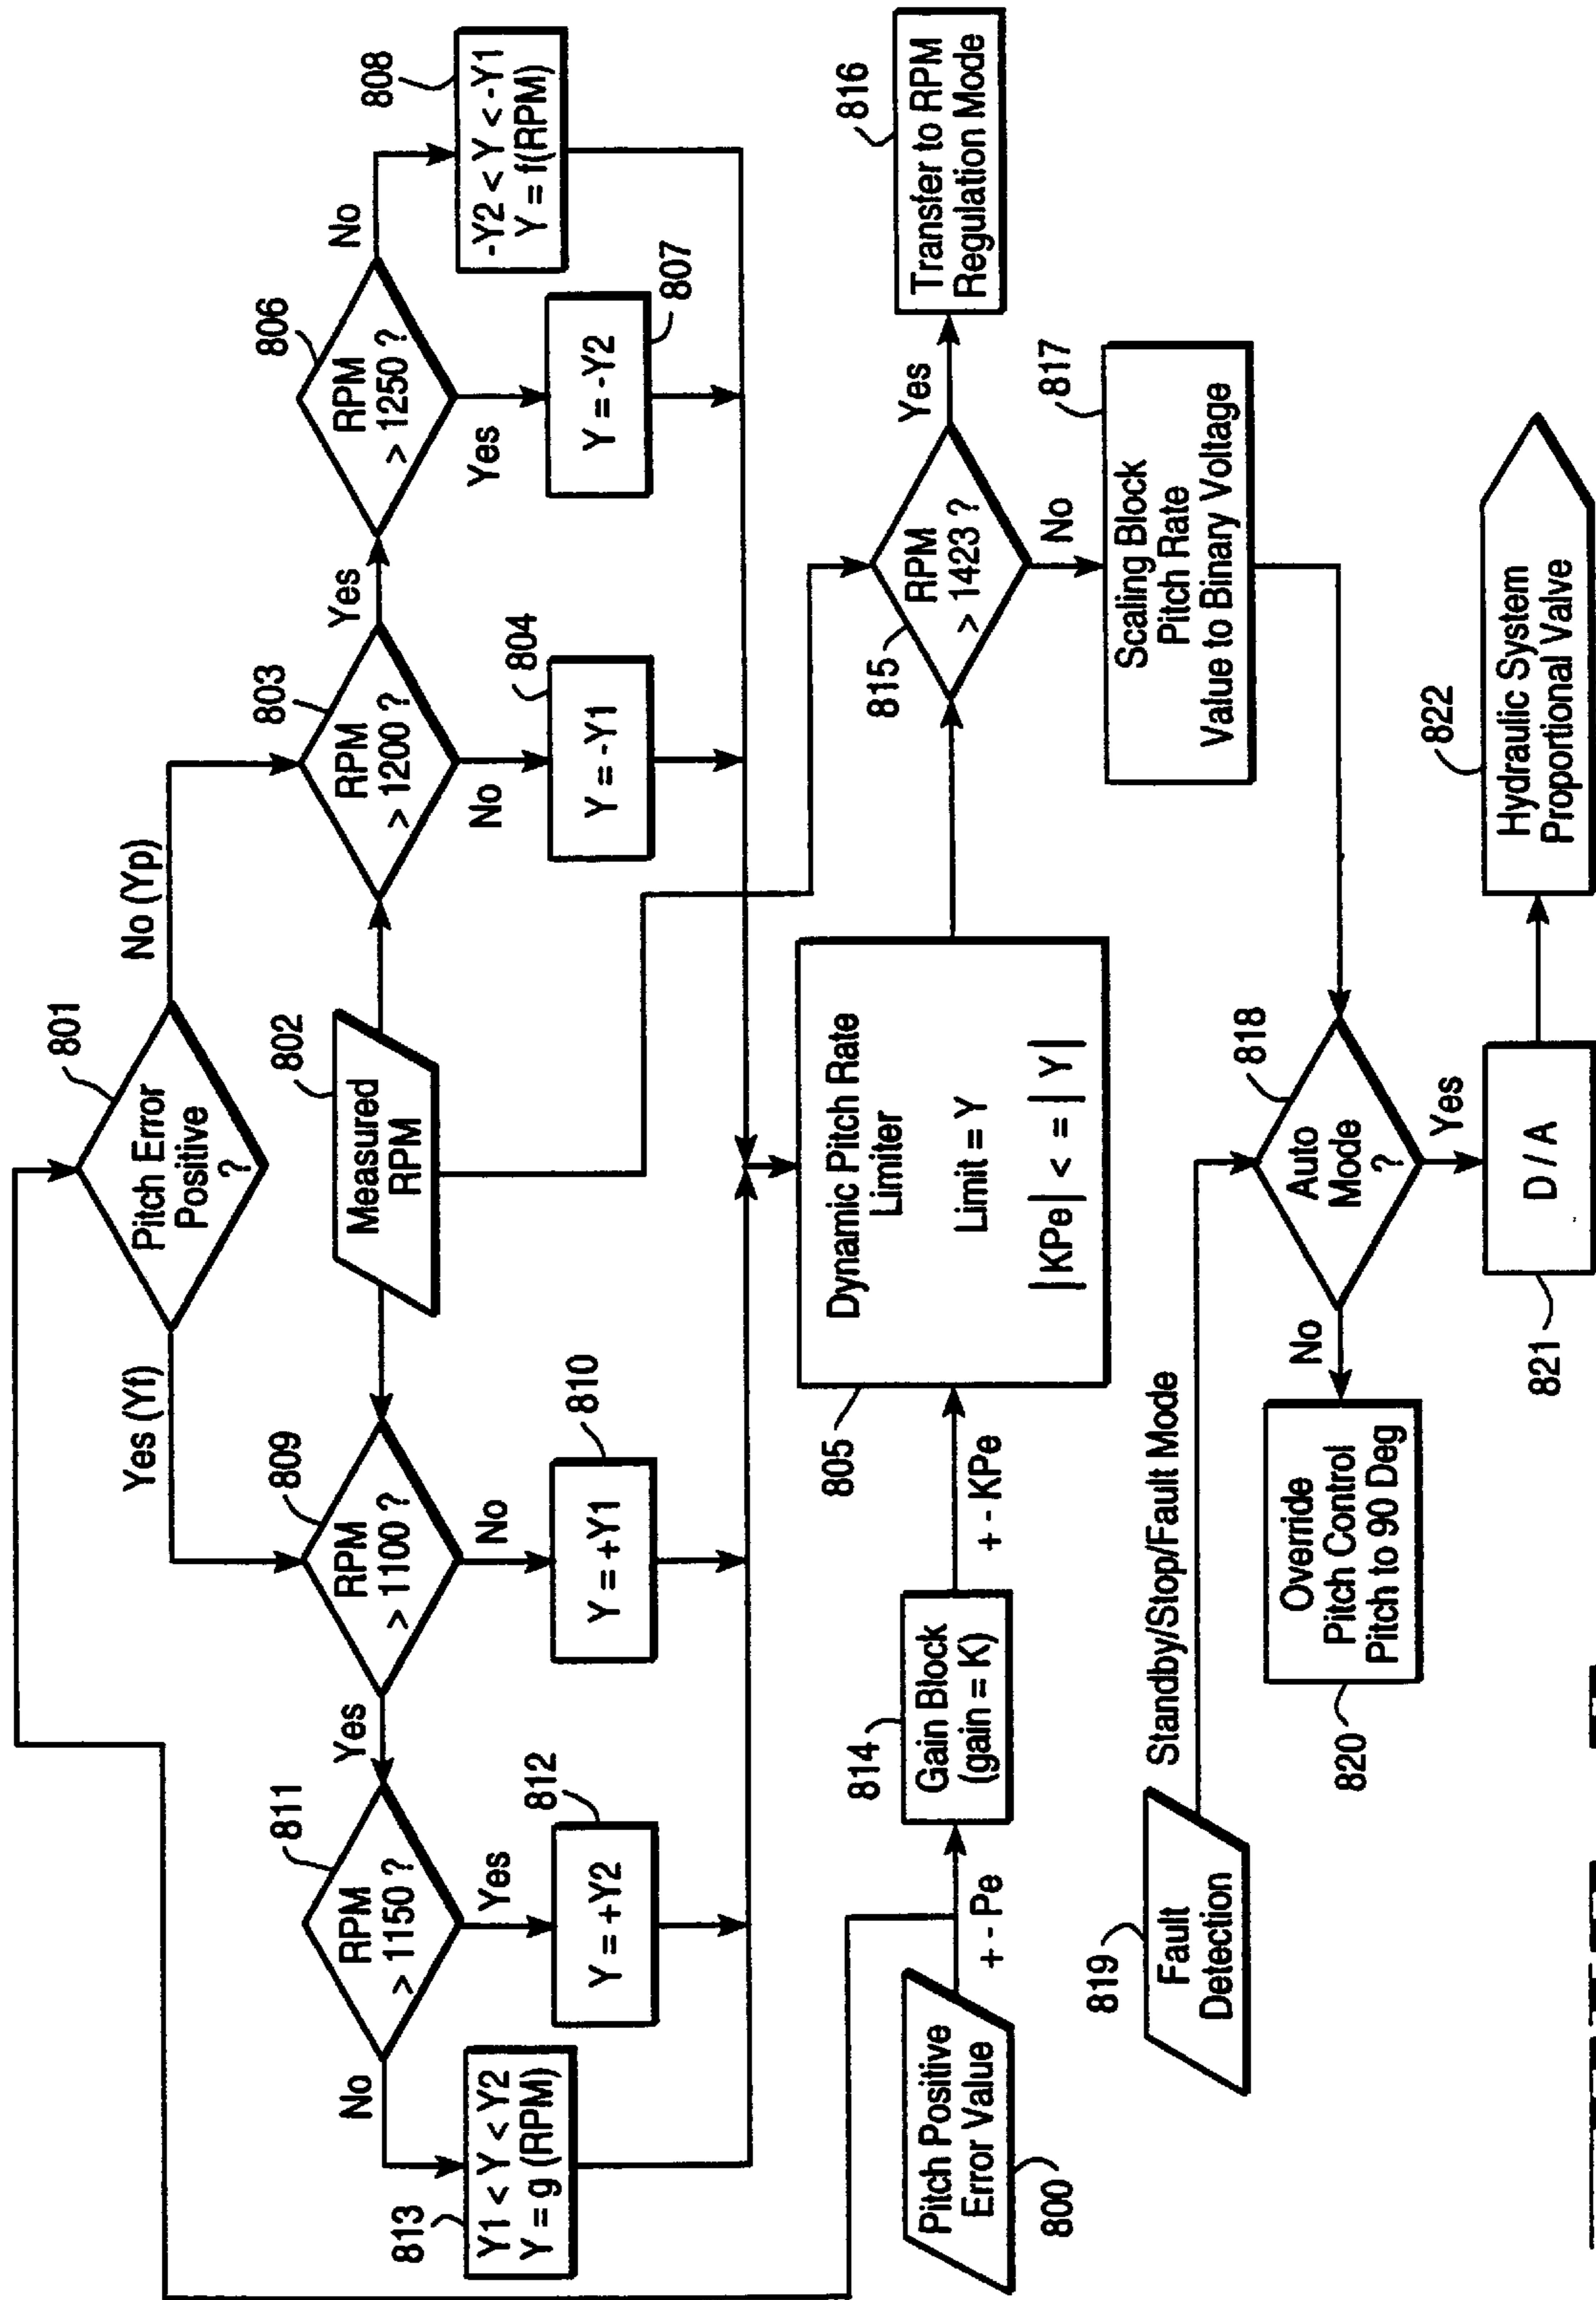 801
Pitch Error
Positive
?
Yes (Yf)
No (Yp)
802
Measured
RPM
803
RPM
> 1200 ?
Yes
No
804
Y = -Y1
806
RPM
> 1250 ?
Yes
No
807
Y = -Y2
808
-Y2 < Y < -Y1
Y = f(RPM)
809
RPM
> 1100 ?
Yes
No
810
Y = +Y1
811
RPM
> 1150 ?
Yes
No
812
Y = +Y2
813
Y1 < Y < Y2
Y = g (RPM)
800
Pitch Positive
Error Value
+ - Pe
814
Gain Block
(gain = K)
+ - KPe
805
Dynamic Pitch Rate
Limiter
Limit = Y
|KPe| < = | Y |
815
RPM
> 1423 ?
Yes
No
816
Transfer to RPM
Regulation Mode
817
Scaling Block
Pitch Rate
Value to Binary Voltage
819
Fault
Detection
Standby/Stop/Fault Mode
818
Auto
Mode
?
No
Yes
820
Override
Pitch Control
Pitch to 90 Deg
821
D / A
822
Hydraulic System
Proportional Valve